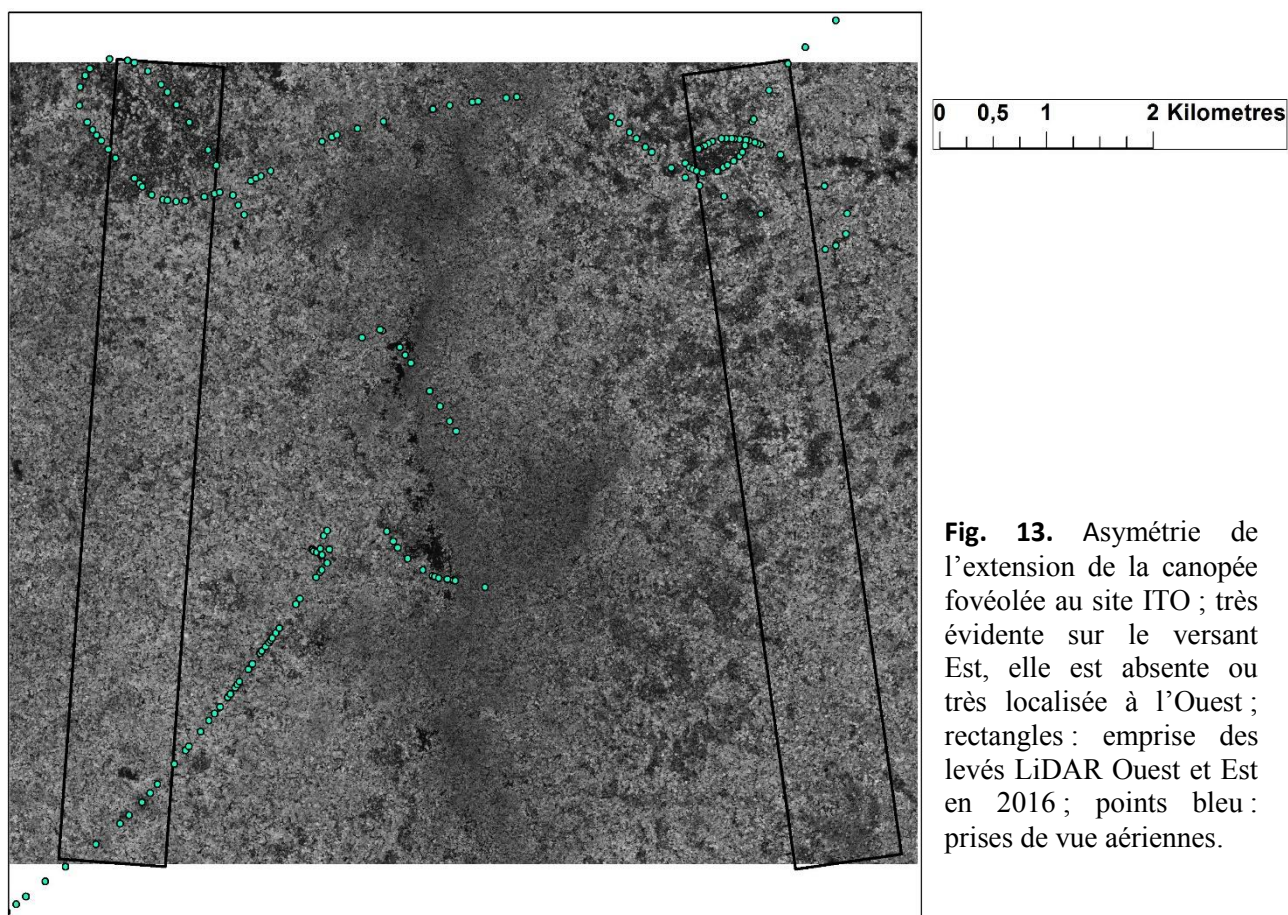 0 0,5 1 2 Kilometres
Fig. 13. Asymétrie de
l’extension de la canopée
fovéolée au site ITO ; très
évidente sur le versant
Est, elle est absente ou
très localisée à l’Ouest ;
rectangles : emprise des
levés LiDAR Ouest et Est
en 2016 ; points bleu :
prises de vue aériennes.